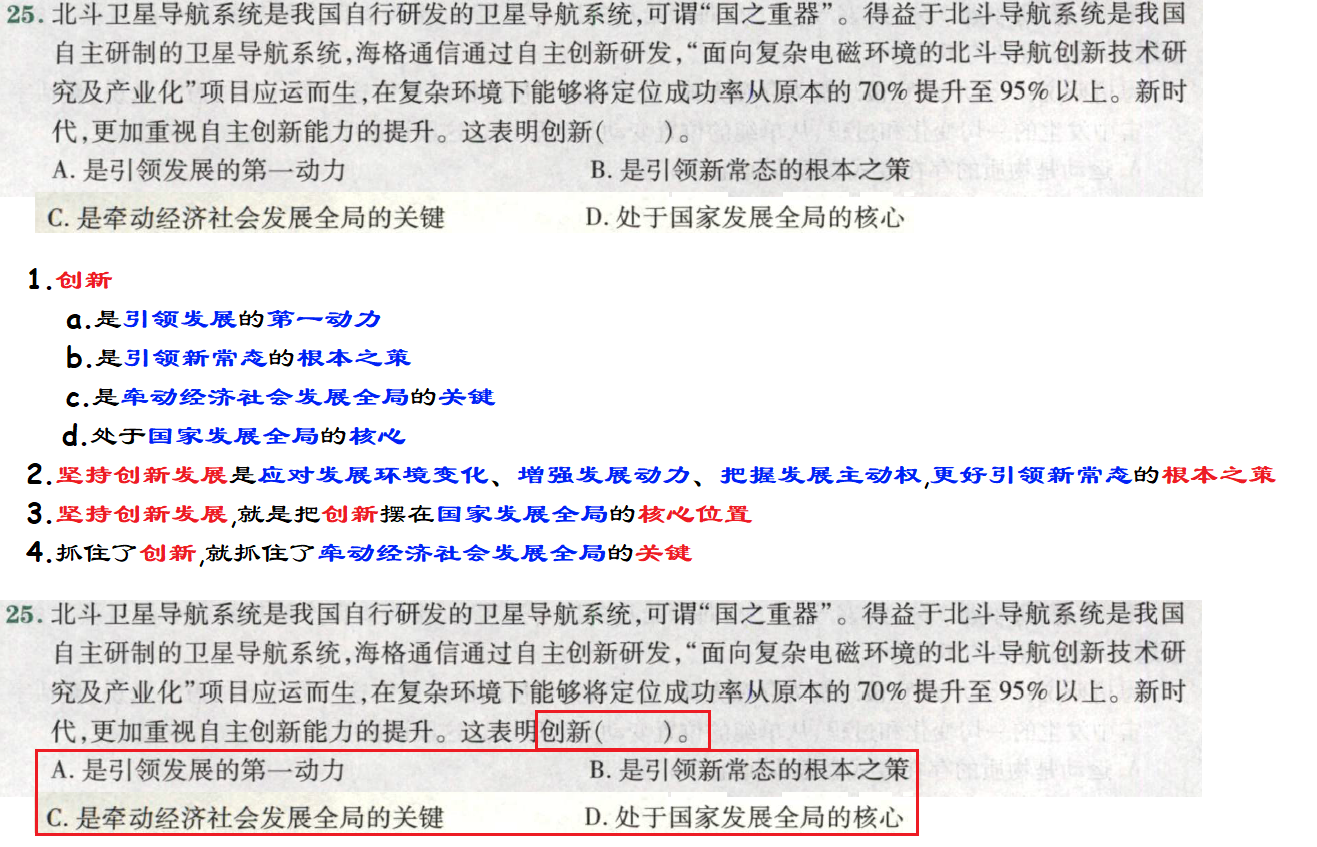 25. 北斗卫星导航系统是我国自行研发的卫星导航系统,可谓“国之重器”。得益于北斗导航系统是我国
自主研制的卫星导航系统,海格通信通过自主创新研发,“面向复杂电磁环境的北斗导航创新技术研
究及产业化”项目应运而生,在复杂环境下能够将定位成功率从原本的 70% 提升至 95% 以上。新时
代,更加重视自主创新能力的提升。这表明创新(    )。
A. 是引领发展的第一动力 B. 是引领新常态的根本之策
C. 是牵动经济社会发展全局的关键 D. 处于国家发展全局的核心
1.创新
a.是引领发展的第一动力
b.是引领新常态的根本之策
c.是牵动经济社会发展全局的关键
d.处于国家发展全局的核心
2.坚持创新发展是应对发展环境变化、增强发展动力、把握发展主动权,更好引领新常态的根本之策
3.坚持创新发展,就是把创新摆在国家发展全局的核心位置
4.抓住了创新,就抓住了牵动经济社会发展全局的关键
25. 北斗卫星导航系统是我国自行研发的卫星导航系统,可谓“国之重器”。得益于北斗导航系统是我国
自主研制的卫星导航系统,海格通信通过自主创新研发,“面向复杂电磁环境的北斗导航创新技术研
究及产业化”项目应运而生,在复杂环境下能够将定位成功率从原本的 70% 提升至 95% 以上。新时
代,更加重视自主创新能力的提升。这表明创新(    )。
A. 是引领发展的第一动力 B. 是引领新常态的根本之策
C. 是牵动经济社会发展全局的关键 D. 处于国家发展全局的核心